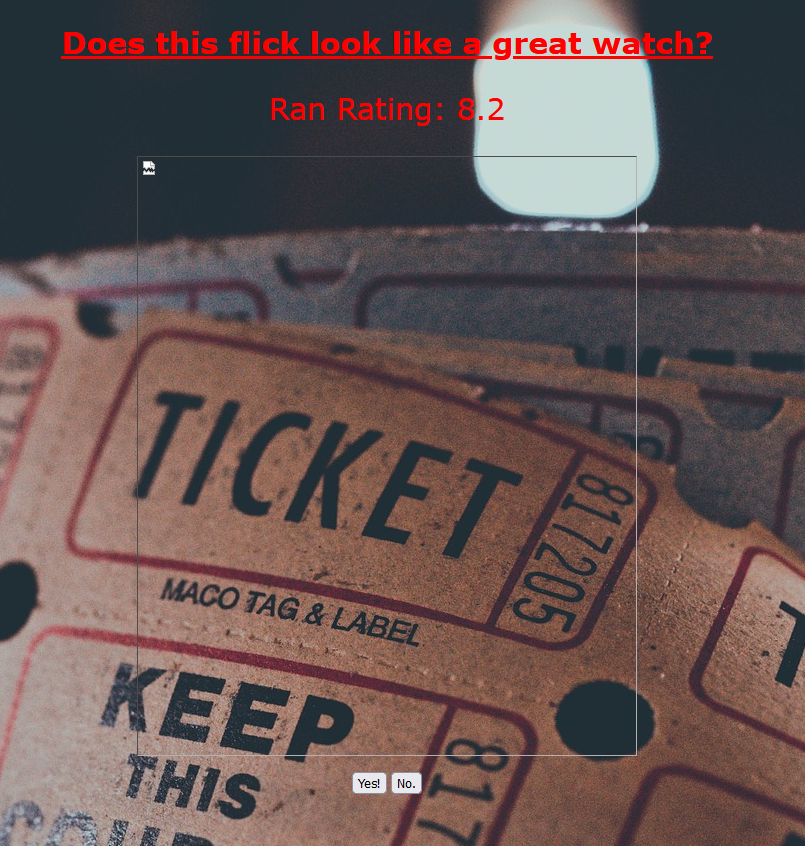 Does this flick look like a great watch?
Ran Rating: 8.2
TICKET
817205
MACO TAG & LABEL
KEEP
817
THIS
Yes! No.